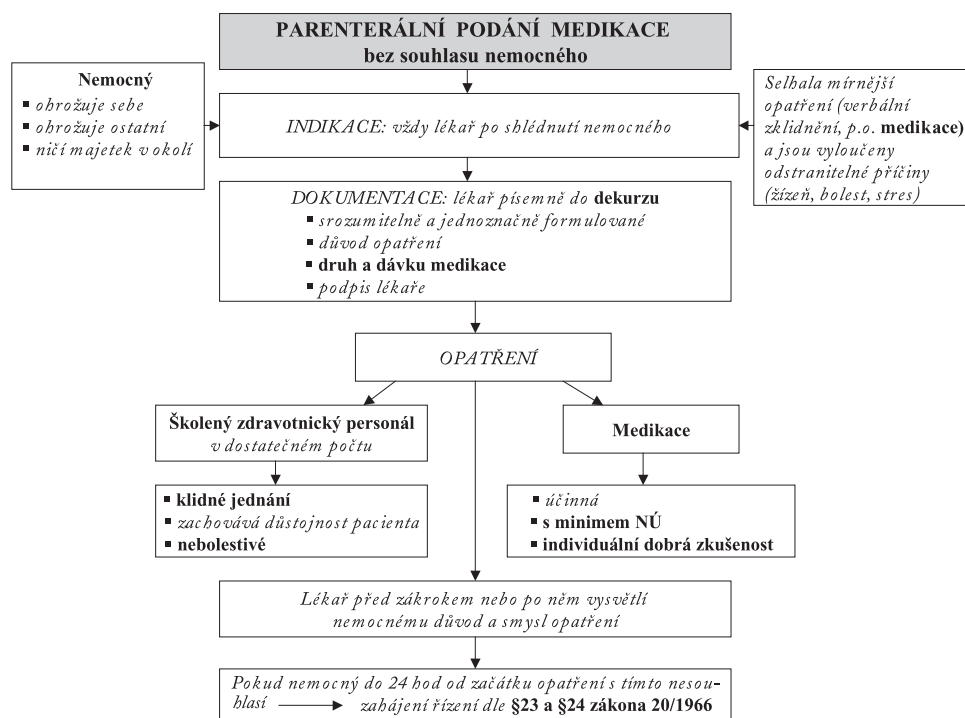 PARENTERÁLNÍ PODÁNÍ MEDIKACE
bez souhlasu nemocného
Nemocný
▪ ohrožuje sebe
▪ ohrožuje ostatní
▪ ničí majetek v okolí
INDIKACE: vždy lékař po shlédnutí nemocného
Selhala mírnější
opatření (verbální
zklidnění, p.o. medikace)
a jsou vyloučeny
odstranitelné příčiny
(žízeň, bolest, stres)
DOKUMENTACE: lékař písemně do dekurzu
▪ srozumitelně a jednoznačně formulované
▪ důvod opatření
▪ druh a dávku medikace
▪ podpis lékaře
OPATŘENÍ
Školený zdravotnický personál
v dostatečném počtu
Medikace
▪ klidné jednání
▪ zachovává důstojnost pacienta
▪ nebolestivé
▪ účinná
▪ s minimem NÚ
▪ individuální dobrá zkušenost
Lékař před zákrokem nebo po něm vysvětlí
nemocnému důvod a smysl opatření
Pokud nemocný do 24 hod od začátku opatření s tímto nesou-
hlasí → zahájení řízení dle §23 a §24 zákona 20/1966